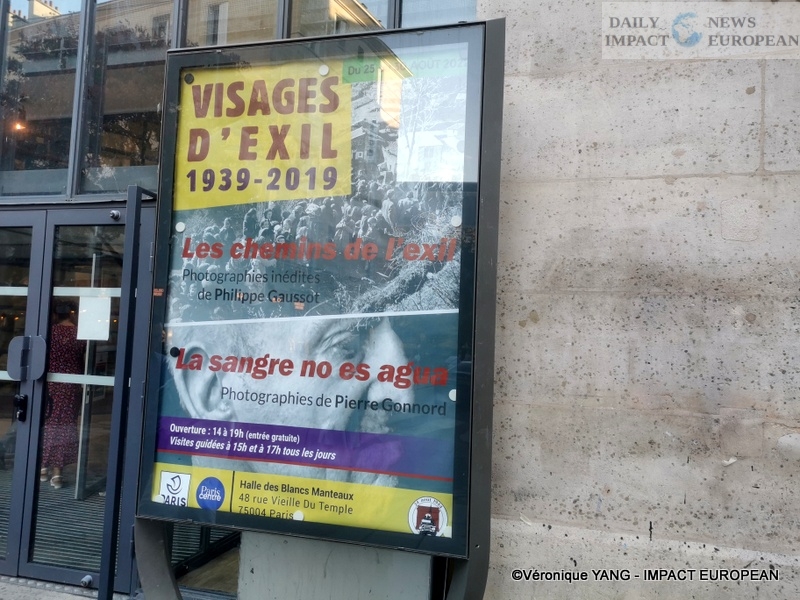 DAILY NEWS
IMPACT EUROPEAN
Du 25 AOÛT
VISAGES
D'EXIL
1939-2019
Les chemins de l'exil
Photographies inédites
de Philippe Gaussot
La sangre no es agua
Photographies de Pierre Gonnord
Ouverture : 14 à 19h (entrée gratuite)
Visites guidées à 15h et à 17h tous les jours
PARIS
Paris
centre
Halle des Blancs Manteaux
48 rue Vieille Du Temple
75004 Paris
©Véronique YANG - IMPACT EUROPEAN